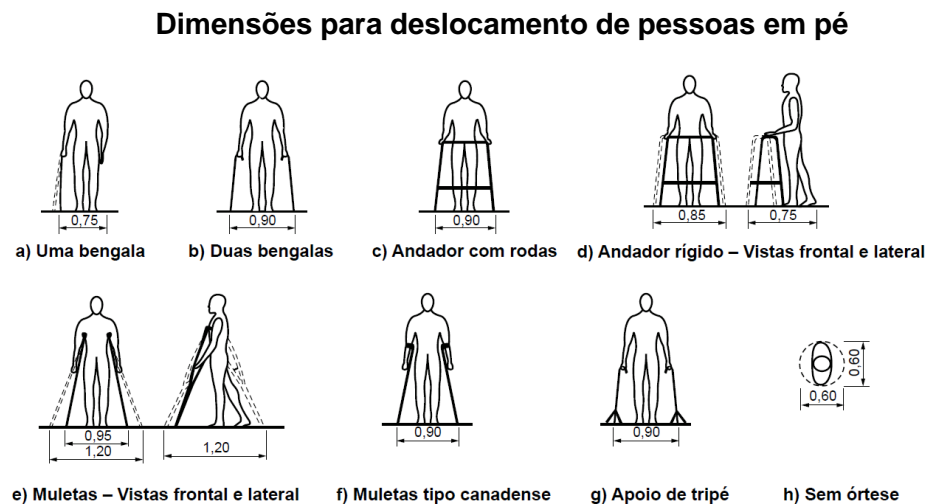 Dimensões para deslocamento de pessoas em pé
0,75
0,90
0,90
0,85
0,75
a) Uma bengala
b) Duas bengalas
c) Andador com rodas
d) Andador rígido – Vistas frontal e lateral
0,95
1,20
1,20
0,90
0,90
0,60
0,60
e) Muletas – Vistas frontal e lateral
f) Muletas tipo canadense
g) Apoio de tripé
h) Sem órtese